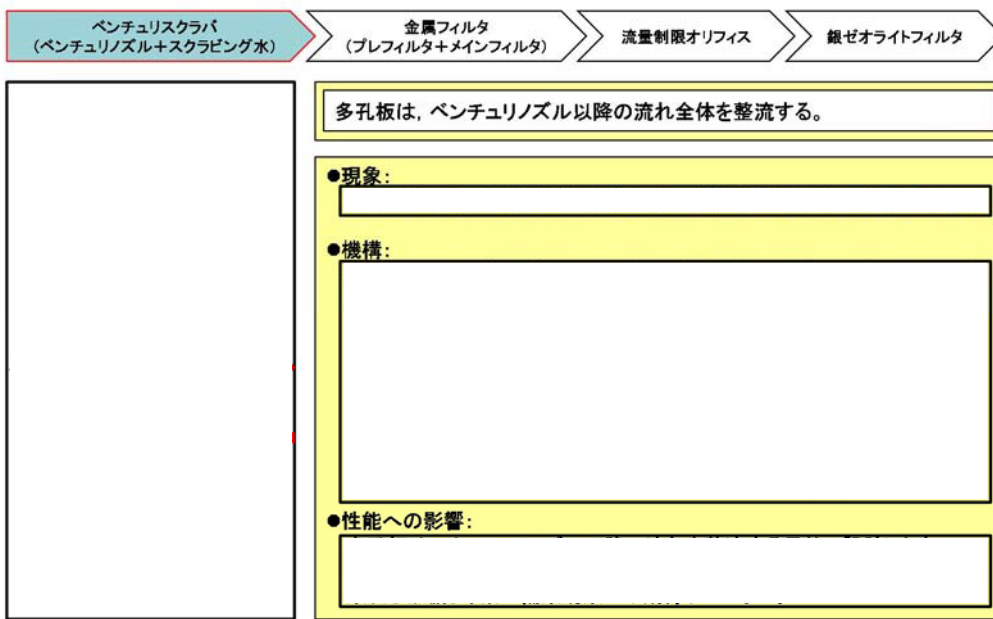 ベンチュリスクラバ
(ベンチュリノズル+スクラビング水)
金属フィルタ
(プレフィルタ+メインフィルタ)
流量制限オリフィス
銀ゼオライトフィルタ
多孔板は，ベンチュリノズル以降の流れ全体を整流する。
●現象：
●機構：
●性能への影響：